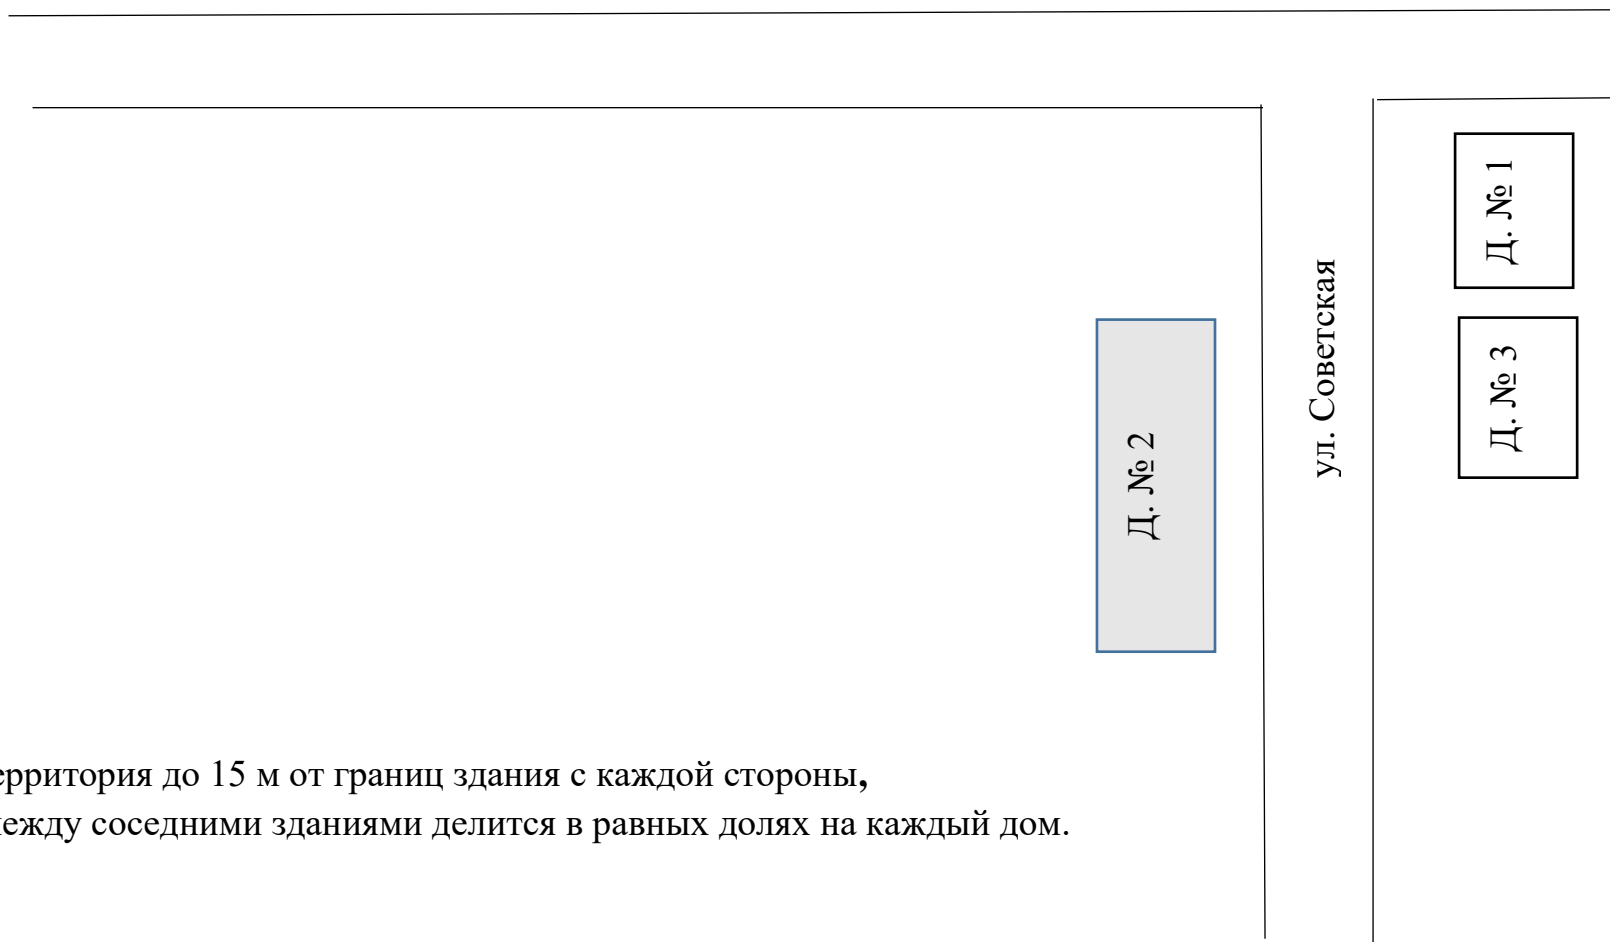 Д. № 1
ул. Советская
Д. № 3
Д. № 2
ерритория до 15 м от границ здания с каждой стороны,
ежду соседними зданиями делится в равных долях на каждый дом.